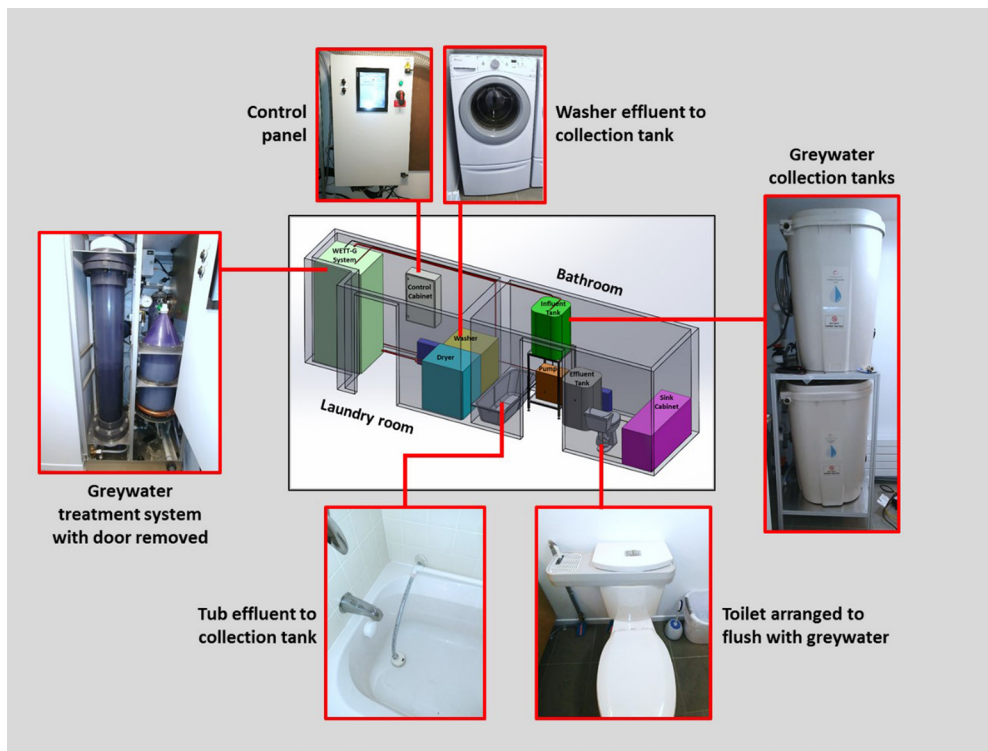 Control
panel
Washer effluent to
collection tank
Greywater
collection tanks
WETT-G
System
Control
Cabinet
Bathroom
Influent
Tank
Washer
Dryer
Pump
Effluent
Tank
Sink
Cabinet
Laundry room
Greywater
treatment system
with door removed
Tub effluent to
collection tank
Toilet arranged to
flush with greywater